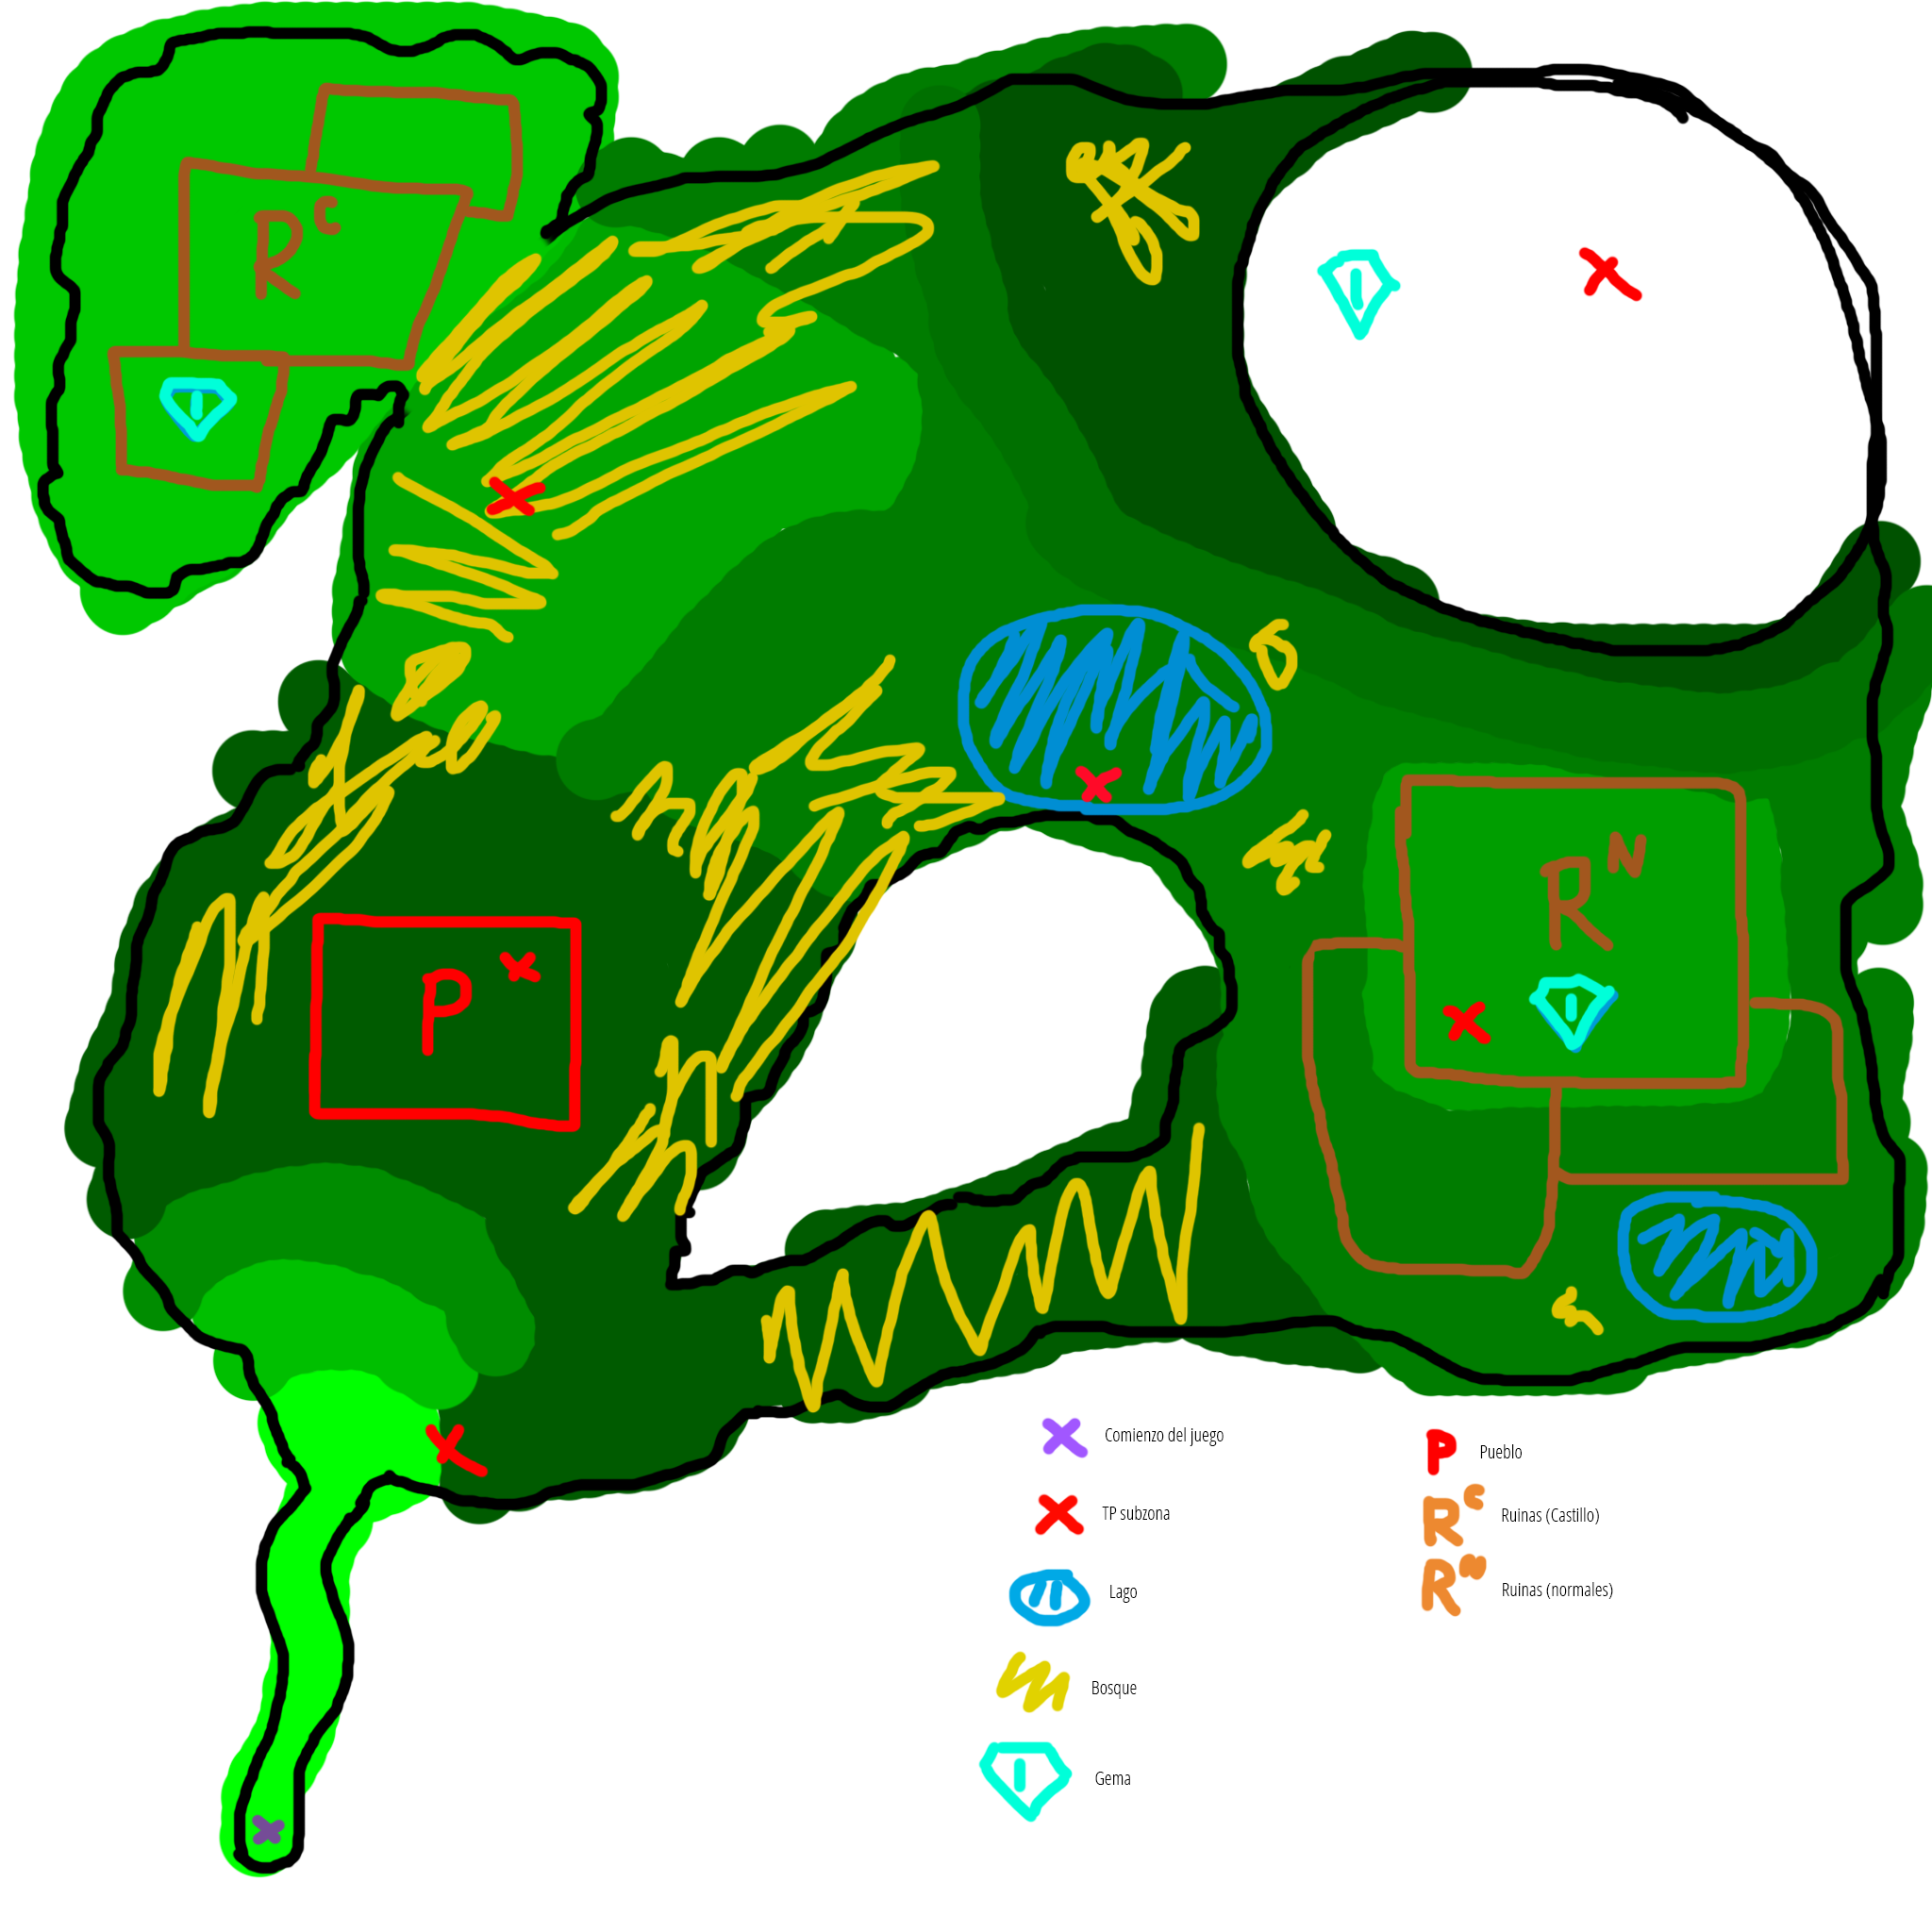 R C
R N
P
Comienzo del juego
P Pueblo
TP subzona
R C Ruinas (Castillo)
Lago
R N Ruinas (normales)
Bosque
Gema